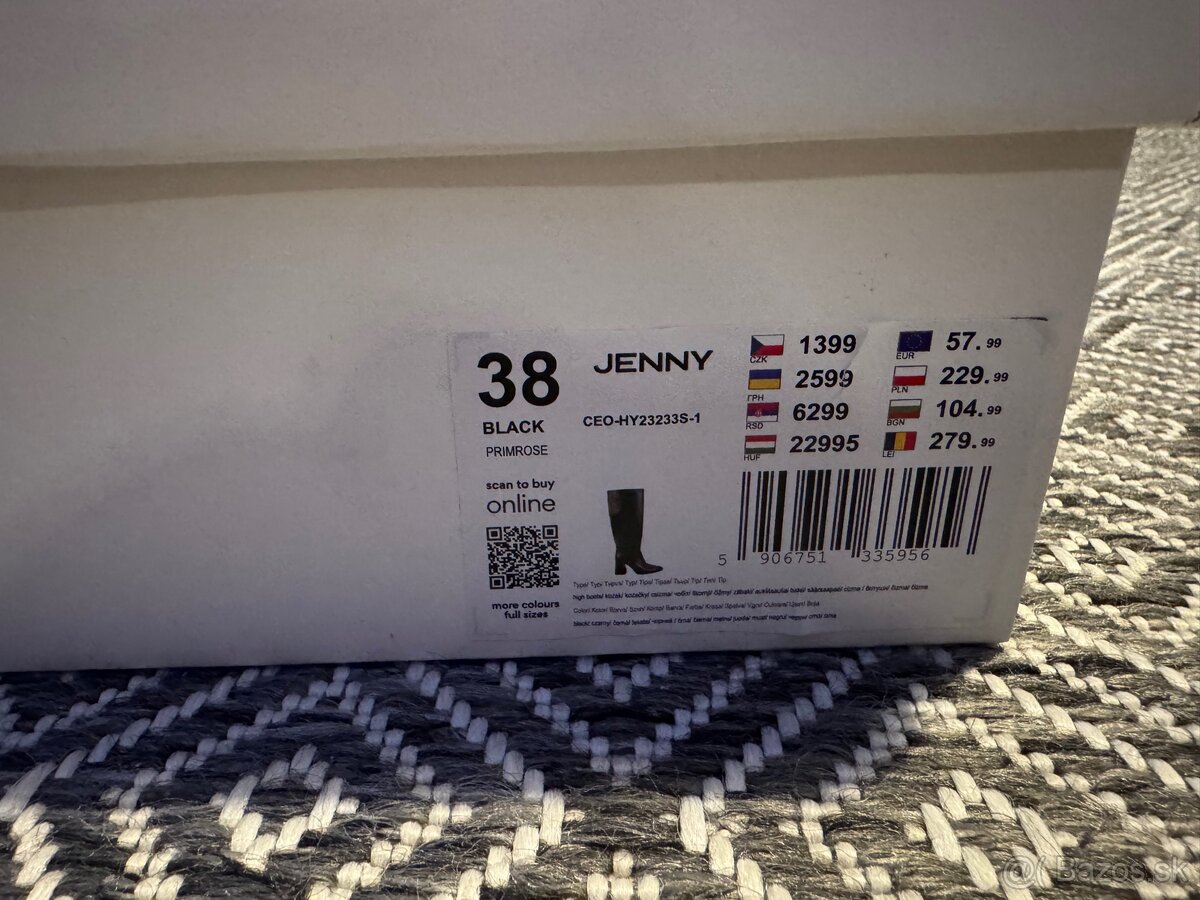 38
BLACK
PRIMROSE
JENNY
CEO-HY23233S-1
CZK 1399
ГРН 2599
RSD 6299
HUF 22995
EUR 57.99
PLN 229.99
BGN 104.99
LEI 279.99
scan to buy
online
more colours
full sizes
5 906751 335956
Bazos.sk